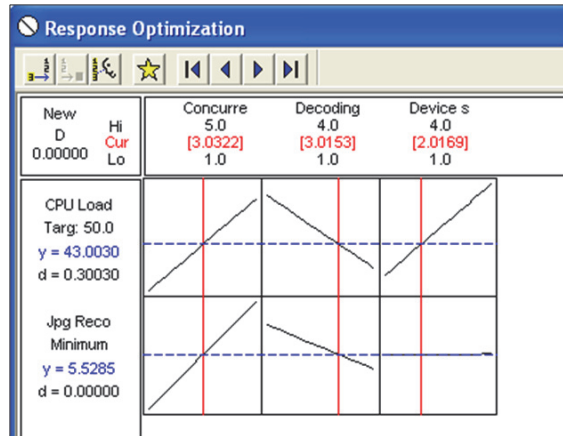 Response Optimization
New
D
0.00000
Hi
Cur
Lo
Concurre
5.0
[3.0322]
1.0
Decoding
4.0
[3.0153]
1.0
Device s
4.0
[2.0169]
1.0
CPU Load
Targ: 50.0
y = 43.0030
d = 0.30030
Jpg Reco
Minimum
y = 5.5285
d = 0.00000